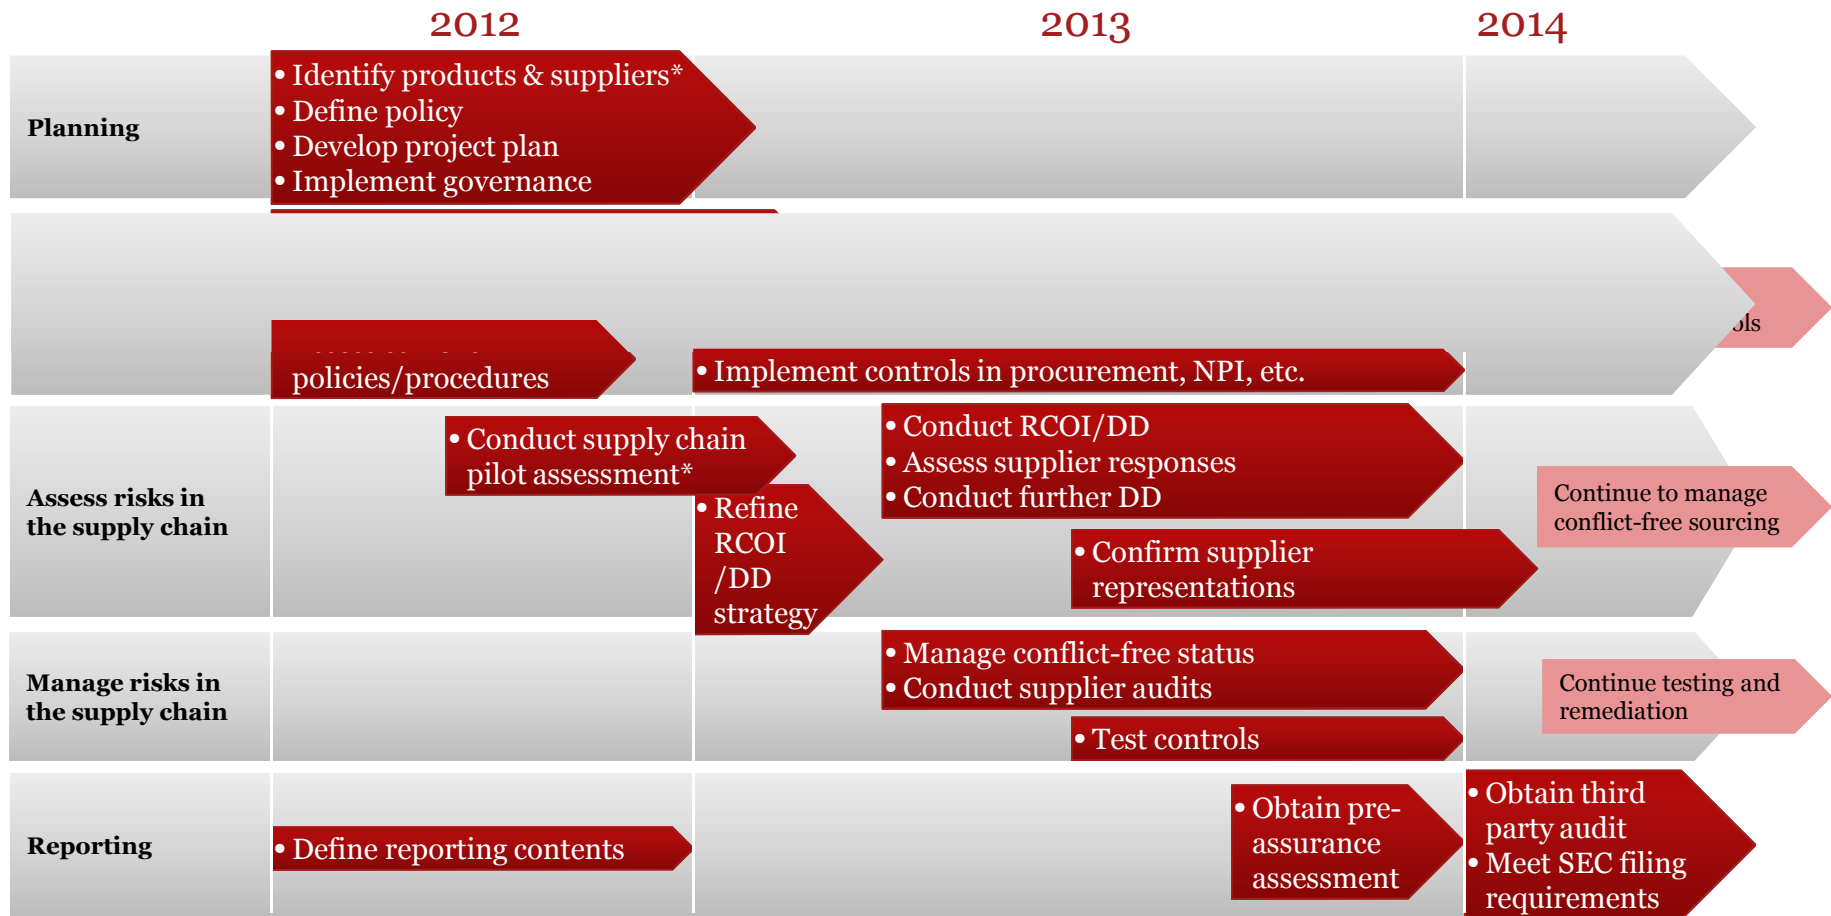 2012
2013
2014
Planning
• Identify products & suppliers*
• Define policy
• Develop project plan
• Implement governance
policies/procedures
• Implement controls in procurement, NPI, etc.
Assess risks in
the supply chain
• Conduct supply chain
pilot assessment*
• Refine
RCOI
/DD
strategy
• Conduct RCOI/DD
• Assess supplier responses
• Conduct further DD
• Confirm supplier
representations
Continue to manage
conflict-free sourcing
Manage risks in
the supply chain
• Manage conflict-free status
• Conduct supplier audits
• Test controls
Continue testing and
remediation
Reporting
• Define reporting contents
• Obtain pre-
assurance
assessment
• Obtain third
party audit
• Meet SEC filing
requirements